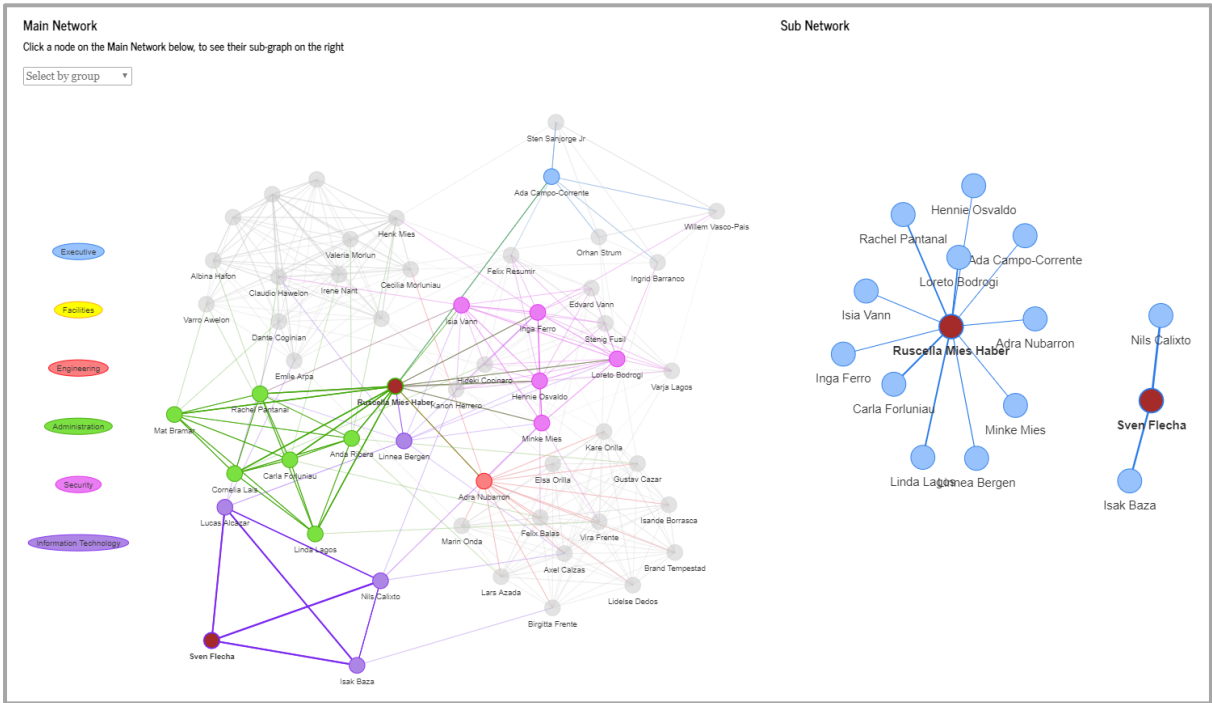 Main Network
Sub Network
Click a node on the Main Network below, to see their sub-graph on the right
Select by group
Sten Sanjorge Jr
Ada Campo-Corrente
Willem Vasco-Pais
Henk Mies
Valeria Morlun
Orhan Strum
Albina Hafon
Felix Resumir
Ingrid Barranco
Claudio Hawelon
Irene Nant
Cecilia Morluniau
Edvard Vann
Varro Awelon
Isia Vann
Inga Ferro
Dante Coginian
Stenig Fusil
Emile Arpa
Hideki Cocinaro
Loreto Bodrogi
Varja Lagos
Rachel Pantanal
Ruscella Mies Haber
Kanon Herrero
Hennie Osvaldo
Mat Bramar
Anda Ribera
Linnea Bergen
Minke Mies
Kare Orilla
Carla Forluniau
Cornelia Lais
Elsa Orilla
Gustav Cazar
Adra Nubarron
Lucas Alcazar
Isande Borrasca
Linda Lagos
Marin Onda
Felix Balas
Vira Frente
Axel Calzas
Brand Tempestad
Nils Calixto
Lars Azada
Lidelse Dedos
Birgitta Frente
Sven Flecha
Isak Baza
Executive
Facilities
Engineering
Administration
Security
Information Technology
Hennie Osvaldo
Rachel Pantanal
Ada Campo-Corrente
Loreto Bodrogi
Isia Vann
Adra Nubarron
Ruscella Mies Haber
Inga Ferro
Carla Forluniau
Minke Mies
Linda Lagos
Linnea Bergen
Nils Calixto
Sven Flecha
Isak Baza